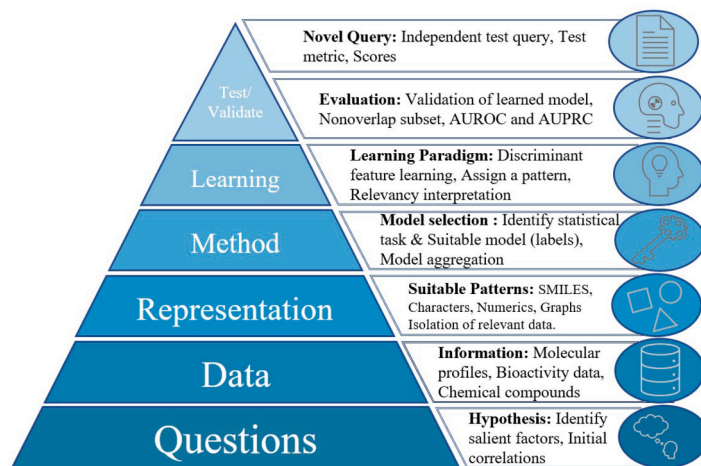 Novel Query: Independent test query, Test
metric, Scores
Test/
Validate
Evaluation: Validation of learned model,
Nonoverlap subset, AUROC and AUPRC
Learning
Learning Paradigm: Discriminant
feature learning, Assign a pattern,
Relevancy interpretation
Method
Model selection : Identify statistical
task & Suitable model (labels),
Model aggregation
Representation
Suitable Patterns: SMILES,
Characters, Numerics, Graphs
Isolation of relevant data.
Data
Information: Molecular
profiles, Bioactivity data,
Chemical compounds
Questions
Hypothesis: Identify
salient factors, Initial
correlations